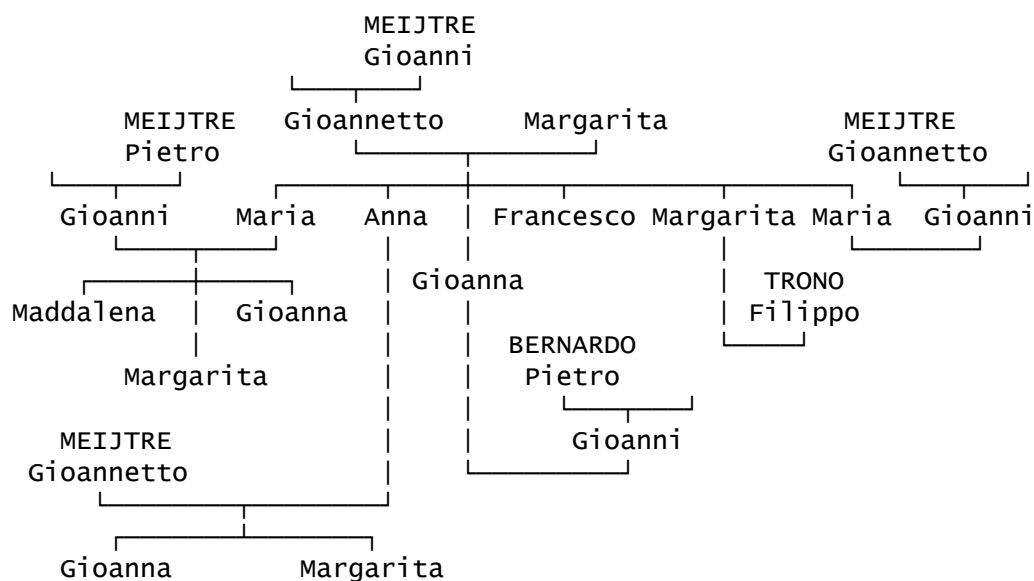 MEIJTRE
Gioanni
MEIJTRE Gioannetto Margarita MEIJTRE
Pietro Gioannetto
Gioanni Maria Anna Francesco Margarita Maria Gioanni
Gioanna TRONO
Maddalena Gioanna Filippo
BERNARDO
Margarita Pietro
MEIJTRE Gioanni
Gioannetto
Gioanna Margarita